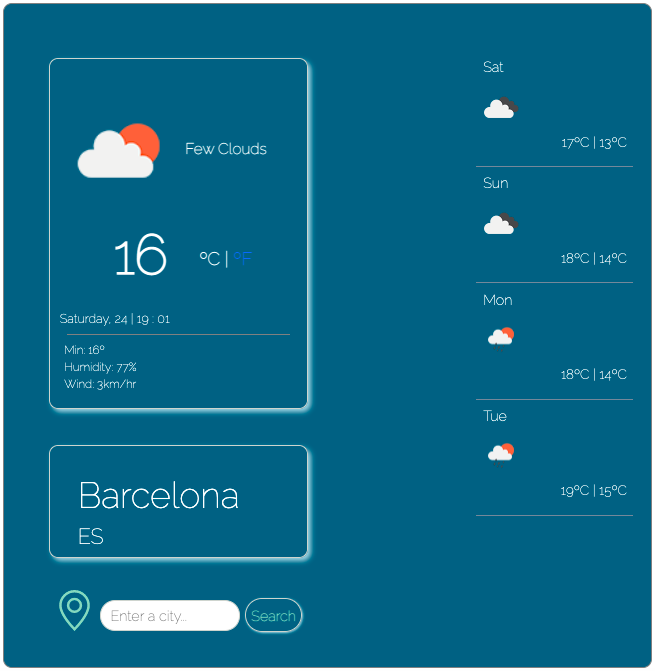 Few Clouds
16 ºC | ºF
Saturday, 24 | 19 : 01
Min: 16º
Humidity: 77%
Wind: 3km/hr
Barcelona
ES
Enter a city...
Search
Sat
17ºC | 13ºC
Sun
18ºC | 14ºC
Mon
18ºC | 14ºC
Tue
19ºC | 15ºC